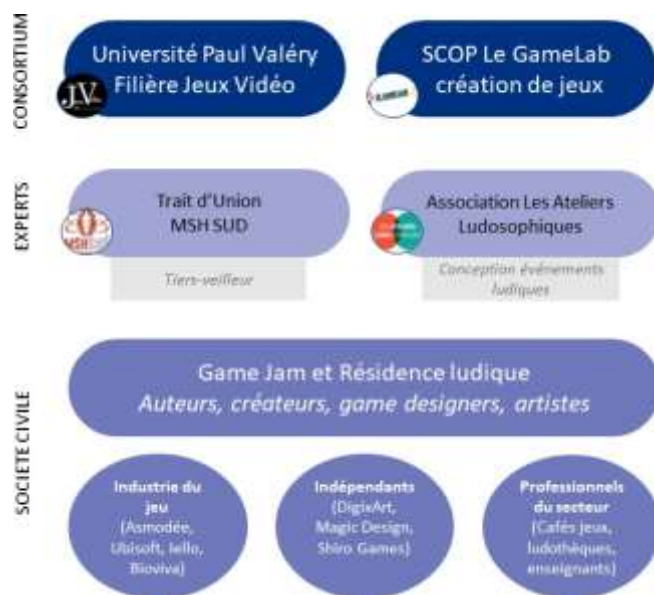 CONSORTIUM
Université Paul Valéry
Filière Jeux Vidéo
JV
SCOP Le GameLab
création de jeux
EXPERTS
Trait d'Union
MSH SUD
MSH SUD
Tiers-veilleur
Association Les Ateliers
Ludosophiques
Conception événements
ludiques
SOCIETE CIVILE
Game Jam et Résidence ludique
Auteurs, créateurs, game designers, artistes
Industrie du
jeu
(Asmodée,
Ubisoft, Iello,
Bioviva)
Indépendants
(DigixArt,
Magic Design,
Shiro Games)
Professionnels
du secteur
(Cafés jeux,
ludothèques,
enseignants)